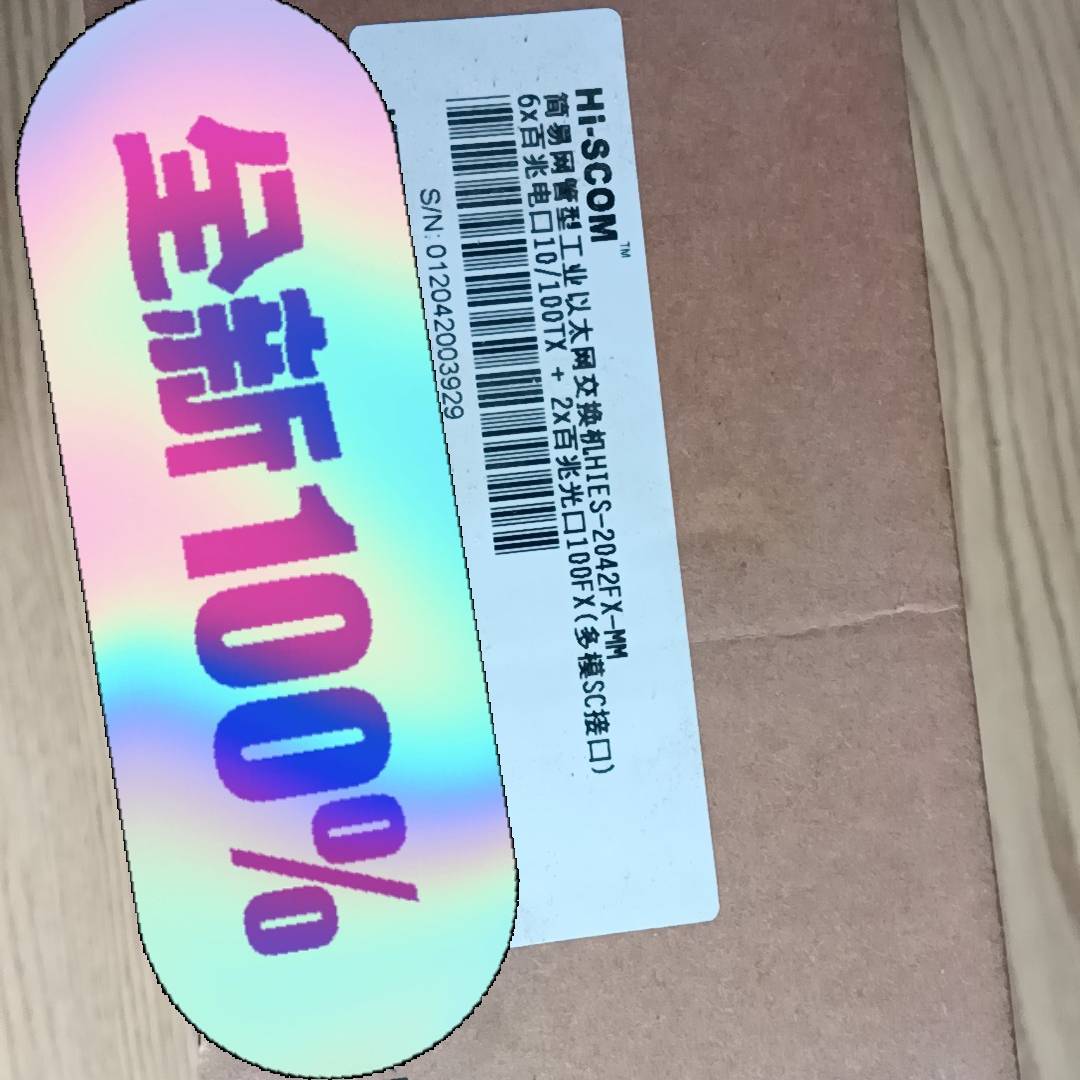 Hi-SCOM™
简易网管型工业以太网交换机HIES-2042FX-MM
6X百兆电口10/100TX + 2X百兆光口100FX(多模SC接口)
S/N:012042003929
全新100%